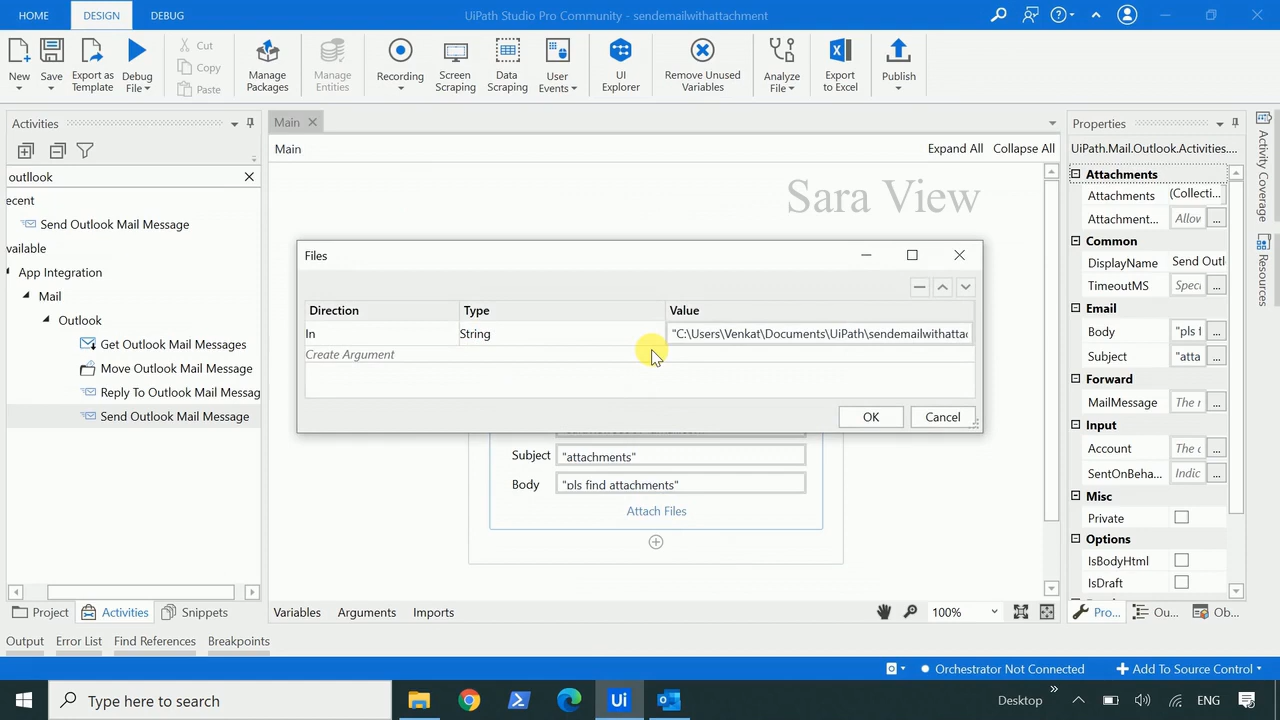 HOME DESIGN DEBUG UiPath Studio Pro Community - sendemailwithattachment
New Save Export as Template Debug File Cut Copy Paste Manage Packages Manage Entities Recording Screen Scraping Data Scraping User Events UI Explorer Remove Unused Variables Analyze File Export to Excel Publish
Activities
outllook
ecent
Send Outlook Mail Message
vailable
App Integration
Mail
Outlook
Get Outlook Mail Messages
Move Outlook Mail Message
Reply To Outlook Mail Messag
Send Outlook Mail Message
Project Activities Snippets
Main
Main Expand All Collapse All
Sara View
Files
Direction Type Value
In String "C:\Users\Venkat\Documents\UiPath\sendemailwithattac
Create Argument
OK Cancel
Subject "attachments"
Body "pls find attachments"
Attach Files
Variables Arguments Imports 100%
Properties
UiPath.Mail.Outlook.Activities....
Attachments
Attachments (Collecti...
Attachment... Allow ...
Common
DisplayName Send Outl
TimeoutMS Speci ...
Email
Body "pls f ...
Subject "atta ...
Forward
MailMessage The r ...
Input
Account The c ...
SentOnBeha... Indic ...
Misc
Private
Options
IsBodyHtml
IsDraft
Pro... Ou... Ob...
Activity Coverage
Resources
Output Error List Find References Breakpoints
Orchestrator Not Connected Add To Source Control
Type here to search Ui Desktop ENG